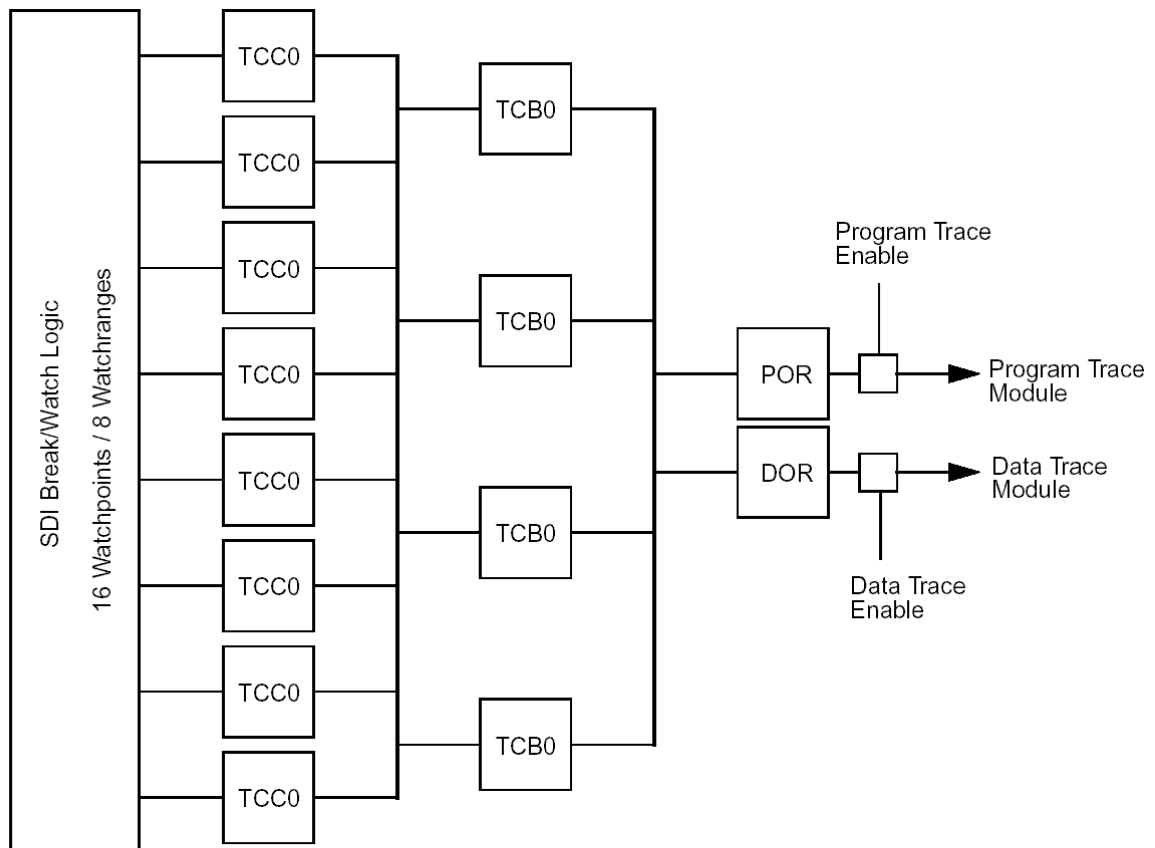 SDI Break/Watch Logic
16 Watchpoints / 8 Watchranges
TCC0
TCC0
TCC0
TCC0
TCC0
TCC0
TCC0
TCC0
TCB0
TCB0
TCB0
TCB0
POR
DOR
Program Trace
Enable
Program Trace
Module
Data Trace
Module
Data Trace
Enable